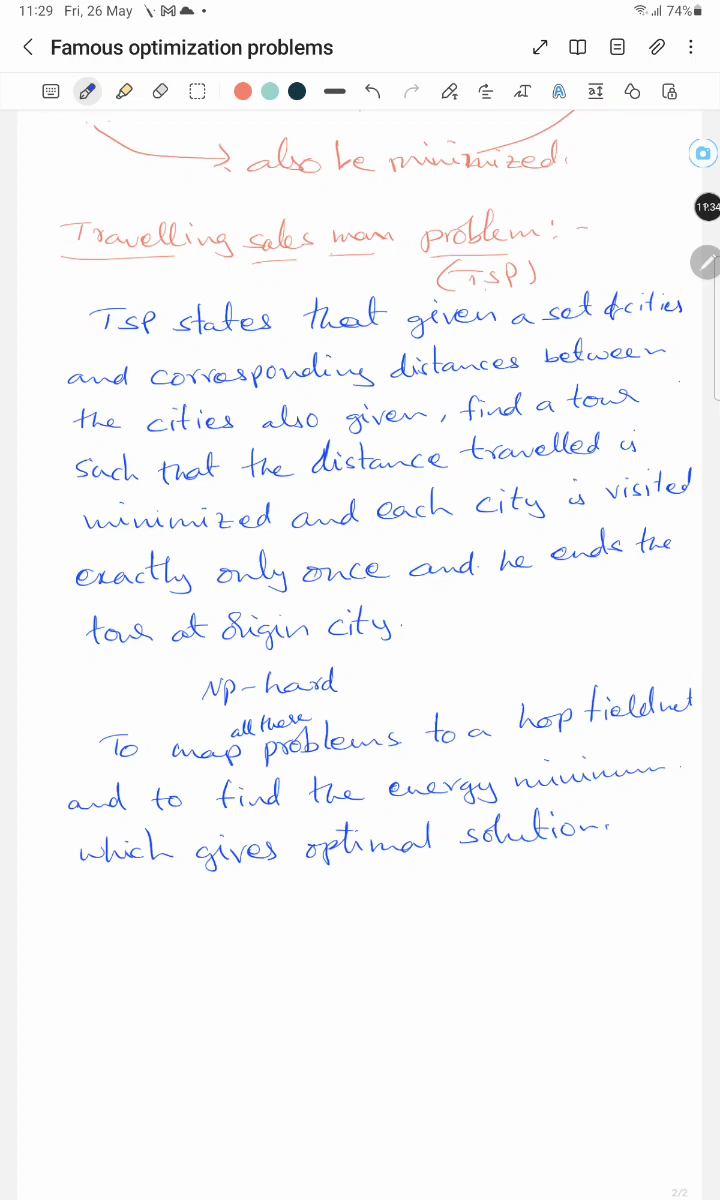 11:29 Fri, 26 May
74%
Famous optimization problems
also be minimized.
11:34
Travelling sales man problem:-
(TSP)
TSP states that given a set of cities
and corresponding distances between
the cities also given, find a tour
such that the distance travelled is
minimized and each city is visited
exactly only once and he ends the
tour at origin city.
NP-hard
all these
To map problems to a hop fieldnet
and to find the energy minimum.
which gives optimal solution.
2/2